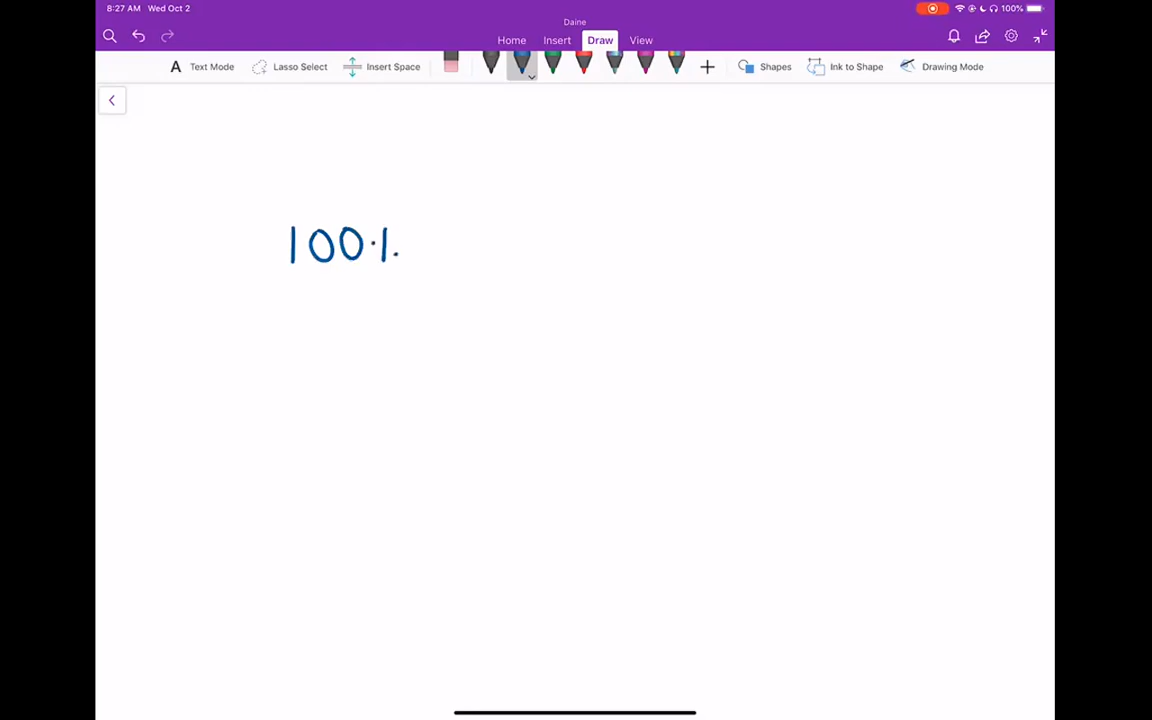 8:27 AM Wed Oct 2
100%
Daine
Home Insert Draw View
A Text Mode Lasso Select Insert Space Shapes Ink to Shape Drawing Mode
100%